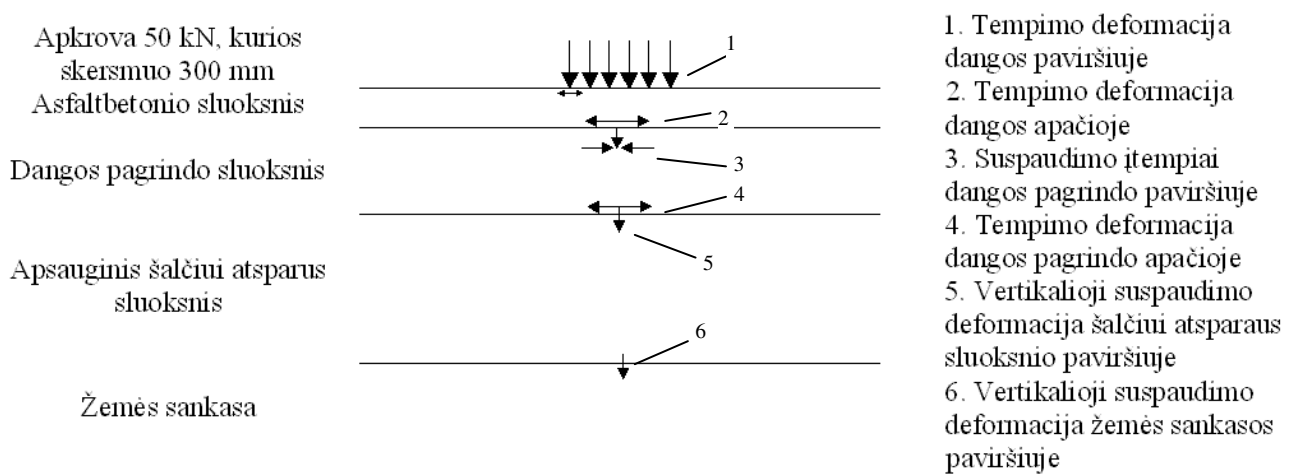 Apkrova 50 kN, kurios
skersmuo 300 mm
Asfaltbetonio sluoksnis
Dangos pagrindo sluoksnis
Apsauginis šalčiui atsparus
sluoksnis
Žemės sankasa
1
2
3
4
5
6
1. Tempimo deformacija
dangos paviršiuje
2. Tempimo deformacija
dangos apačioje
3. Suspaudimo įtempiai
dangos pagrindo paviršiuje
4. Tempimo deformacija
dangos pagrindo apačioje
5. Vertikalioji suspaudimo
deformacija šalčiui atsparaus
sluoksnio paviršiuje
6. Vertikalioji suspaudimo
deformacija žemės sankasos
paviršiuje